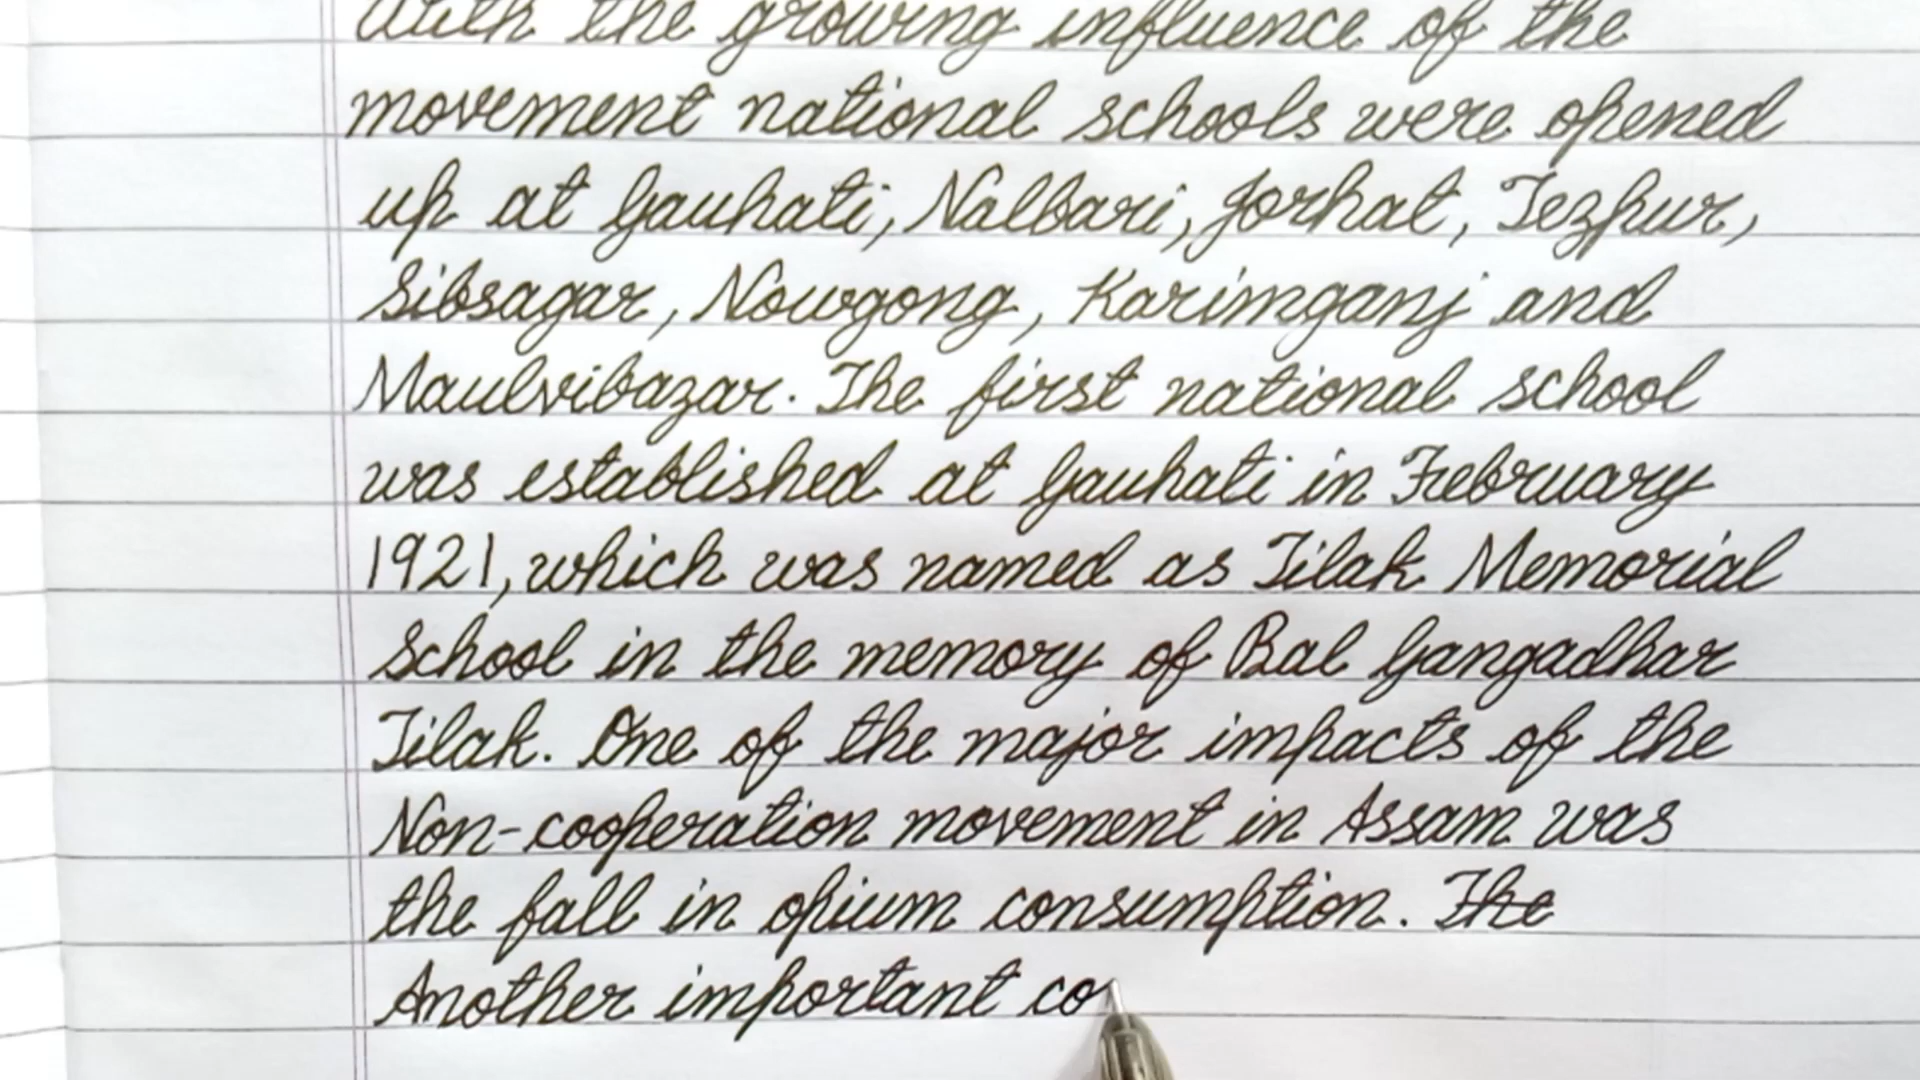 With the growing influence of the
movement national schools were opened
up at Gauhati, Nalbari, Jorhat, Tezpur,
Sibsagar, Nowgong, Karimganj and
Maulvibazar. The first national school
was established at Gauhati in February
1921, which was named as Tilak Memorial
School in the memory of Bal Gangadhar
Tilak. One of the major impacts of the
Non-cooperation movement in Assam was
the fall in opium consumption. The
Another important co